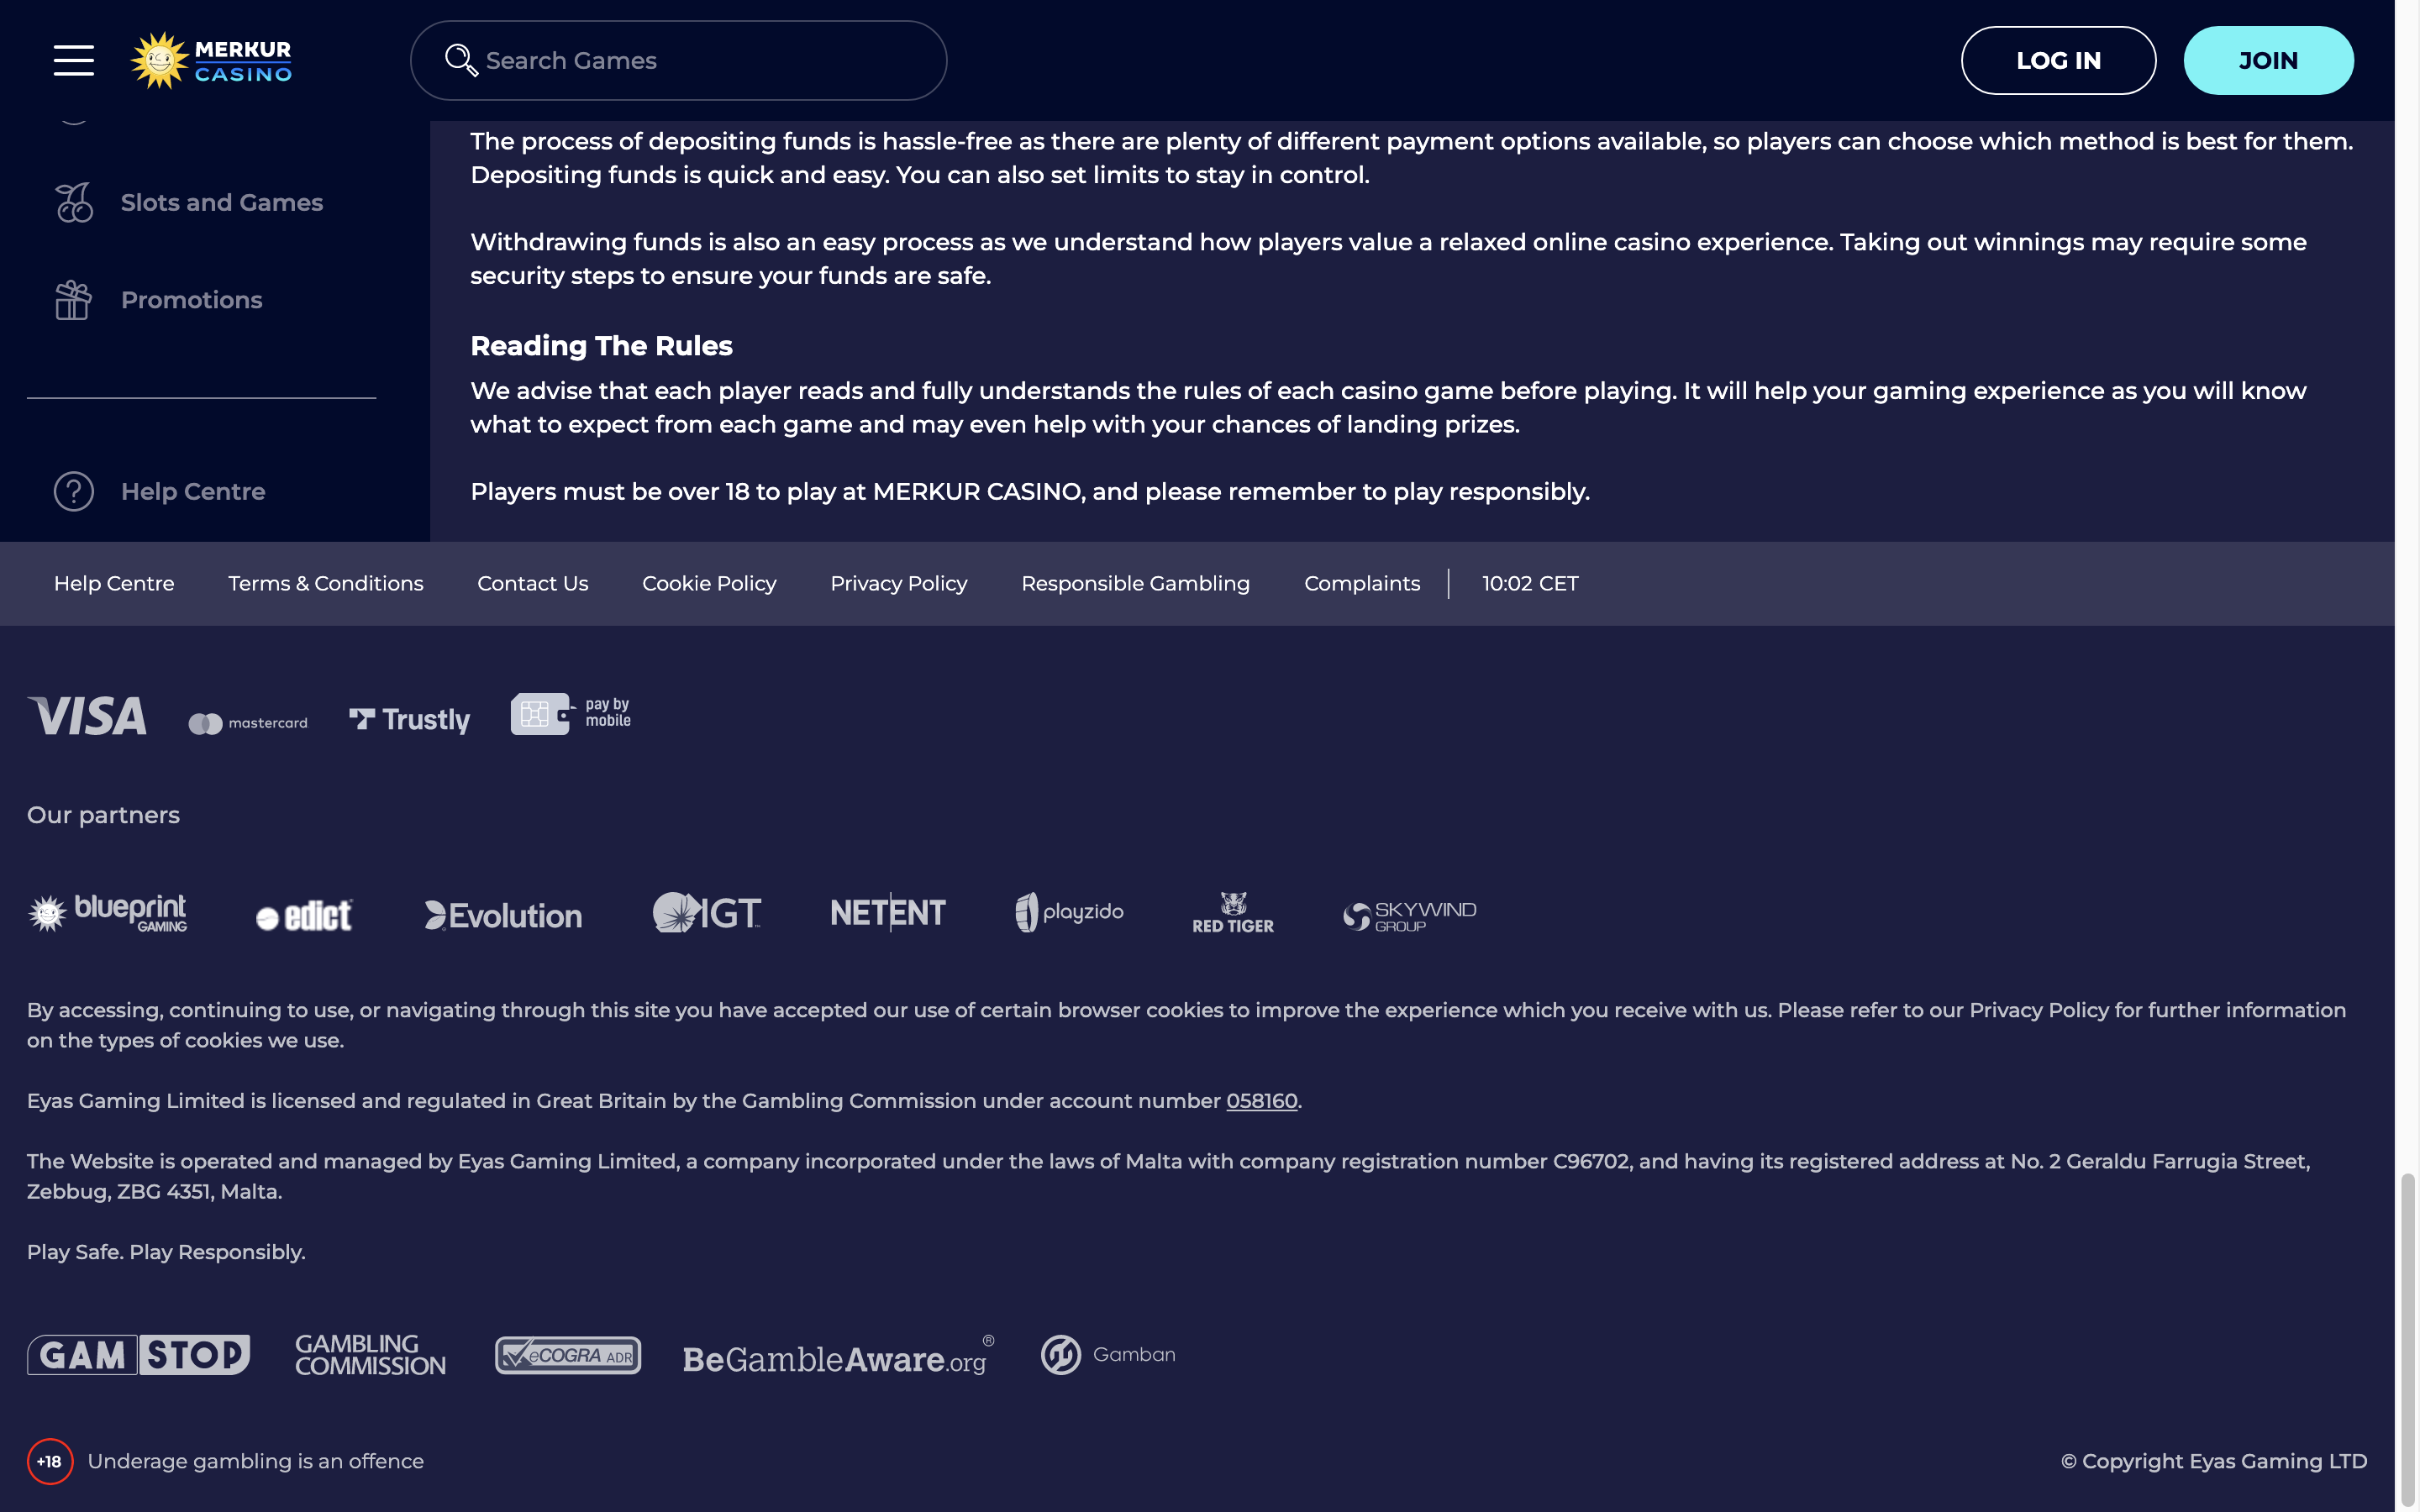 MERKUR
CASINO
Search Games
LOG IN
JOIN
Slots and Games
Promotions
Help Centre
The process of depositing funds is hassle-free as there are plenty of different payment options available, so players can choose which method is best for them.
Depositing funds is quick and easy. You can also set limits to stay in control.
Withdrawing funds is also an easy process as we understand how players value a relaxed online casino experience. Taking out winnings may require some
security steps to ensure your funds are safe.
Reading The Rules
We advise that each player reads and fully understands the rules of each casino game before playing. It will help your gaming experience as you will know
what to expect from each game and may even help with your chances of landing prizes.
Players must be over 18 to play at MERKUR CASINO, and please remember to play responsibly.
Help Centre
Terms & Conditions
Contact Us
Cookie Policy
Privacy Policy
Responsible Gambling
Complaints
10:02 CET
VISA
mastercard
Trustly
pay by
mobile
Our partners
blueprint
GAMING
edict
Evolution
IGT
NETENT
playzido
RED TIGER
SKYWIND
GROUP
By accessing, continuing to use, or navigating through this site you have accepted our use of certain browser cookies to improve the experience which you receive with us. Please refer to our Privacy Policy for further information
on the types of cookies we use.
Eyas Gaming Limited is licensed and regulated in Great Britain by the Gambling Commission under account number 058160.
The Website is operated and managed by Eyas Gaming Limited, a company incorporated under the laws of Malta with company registration number C96702, and having its registered address at No. 2 Geraldu Farrugia Street,
Zebbug, ZBG 4351, Malta.
Play Safe. Play Responsibly.
GAMSTOP
GAMBLING
COMMISSION
eCOGRA ADR
BeGambleAware.org®
Gamban
+18
Underage gambling is an offence
© Copyright Eyas Gaming LTD